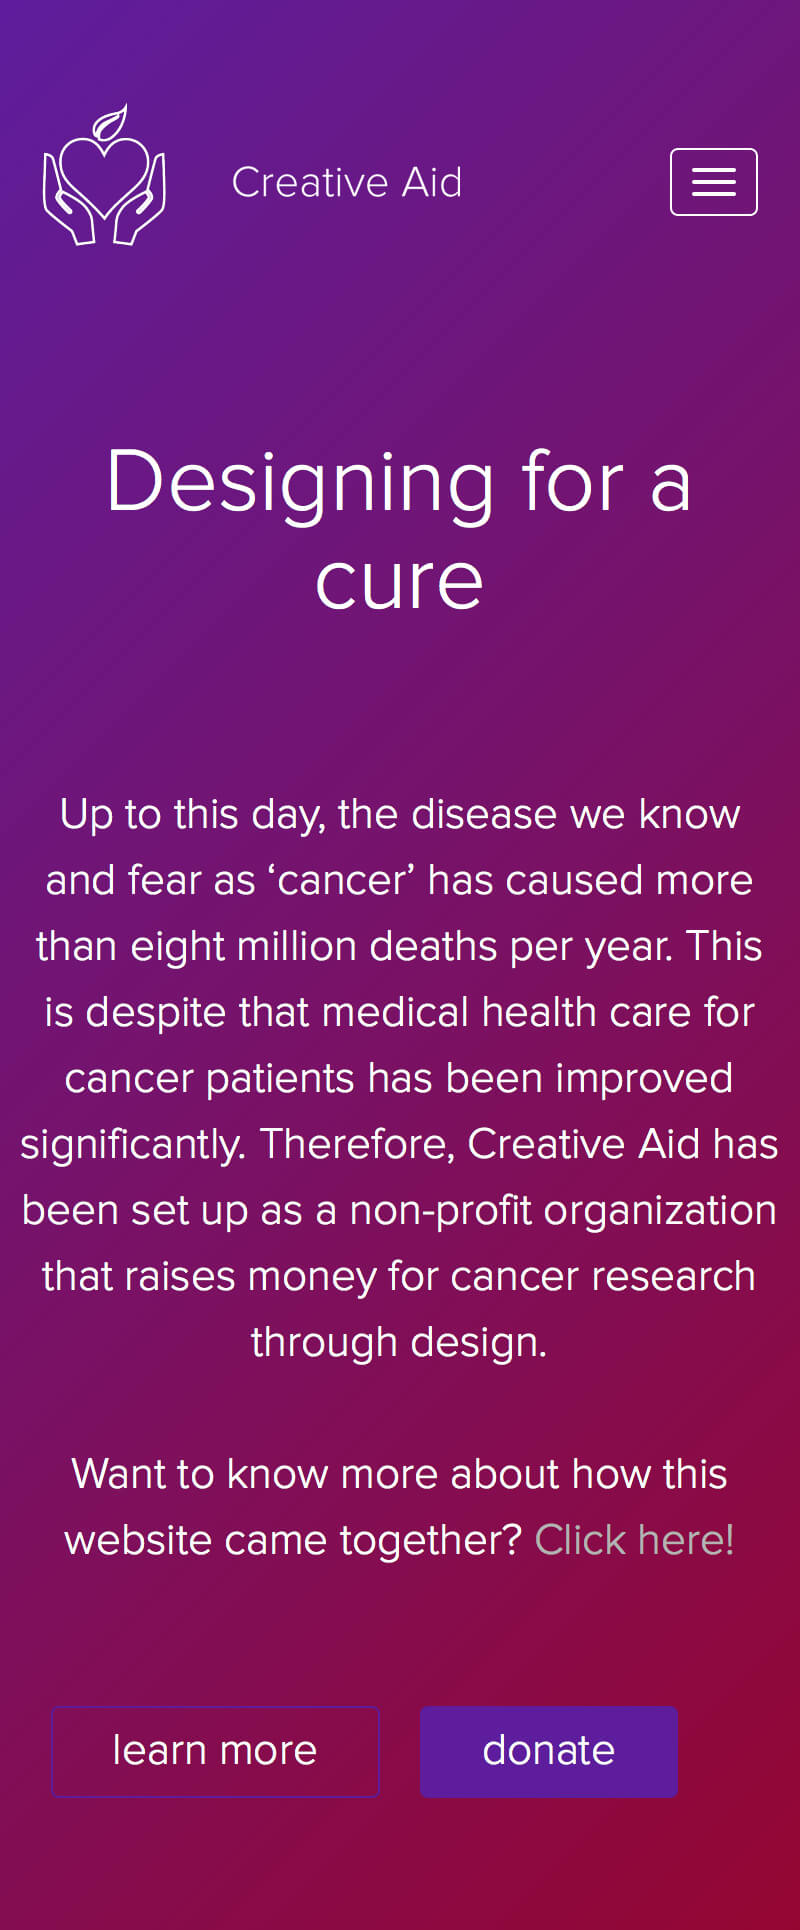 Creative Aid
Designing for a
cure
Up to this day, the disease we know
and fear as ‘cancer’ has caused more
than eight million deaths per year. This
is despite that medical health care for
cancer patients has been improved
significantly. Therefore, Creative Aid has
been set up as a non-profit organization
that raises money for cancer research
through design.
Want to know more about how this
website came together? Click here!
learn more
donate